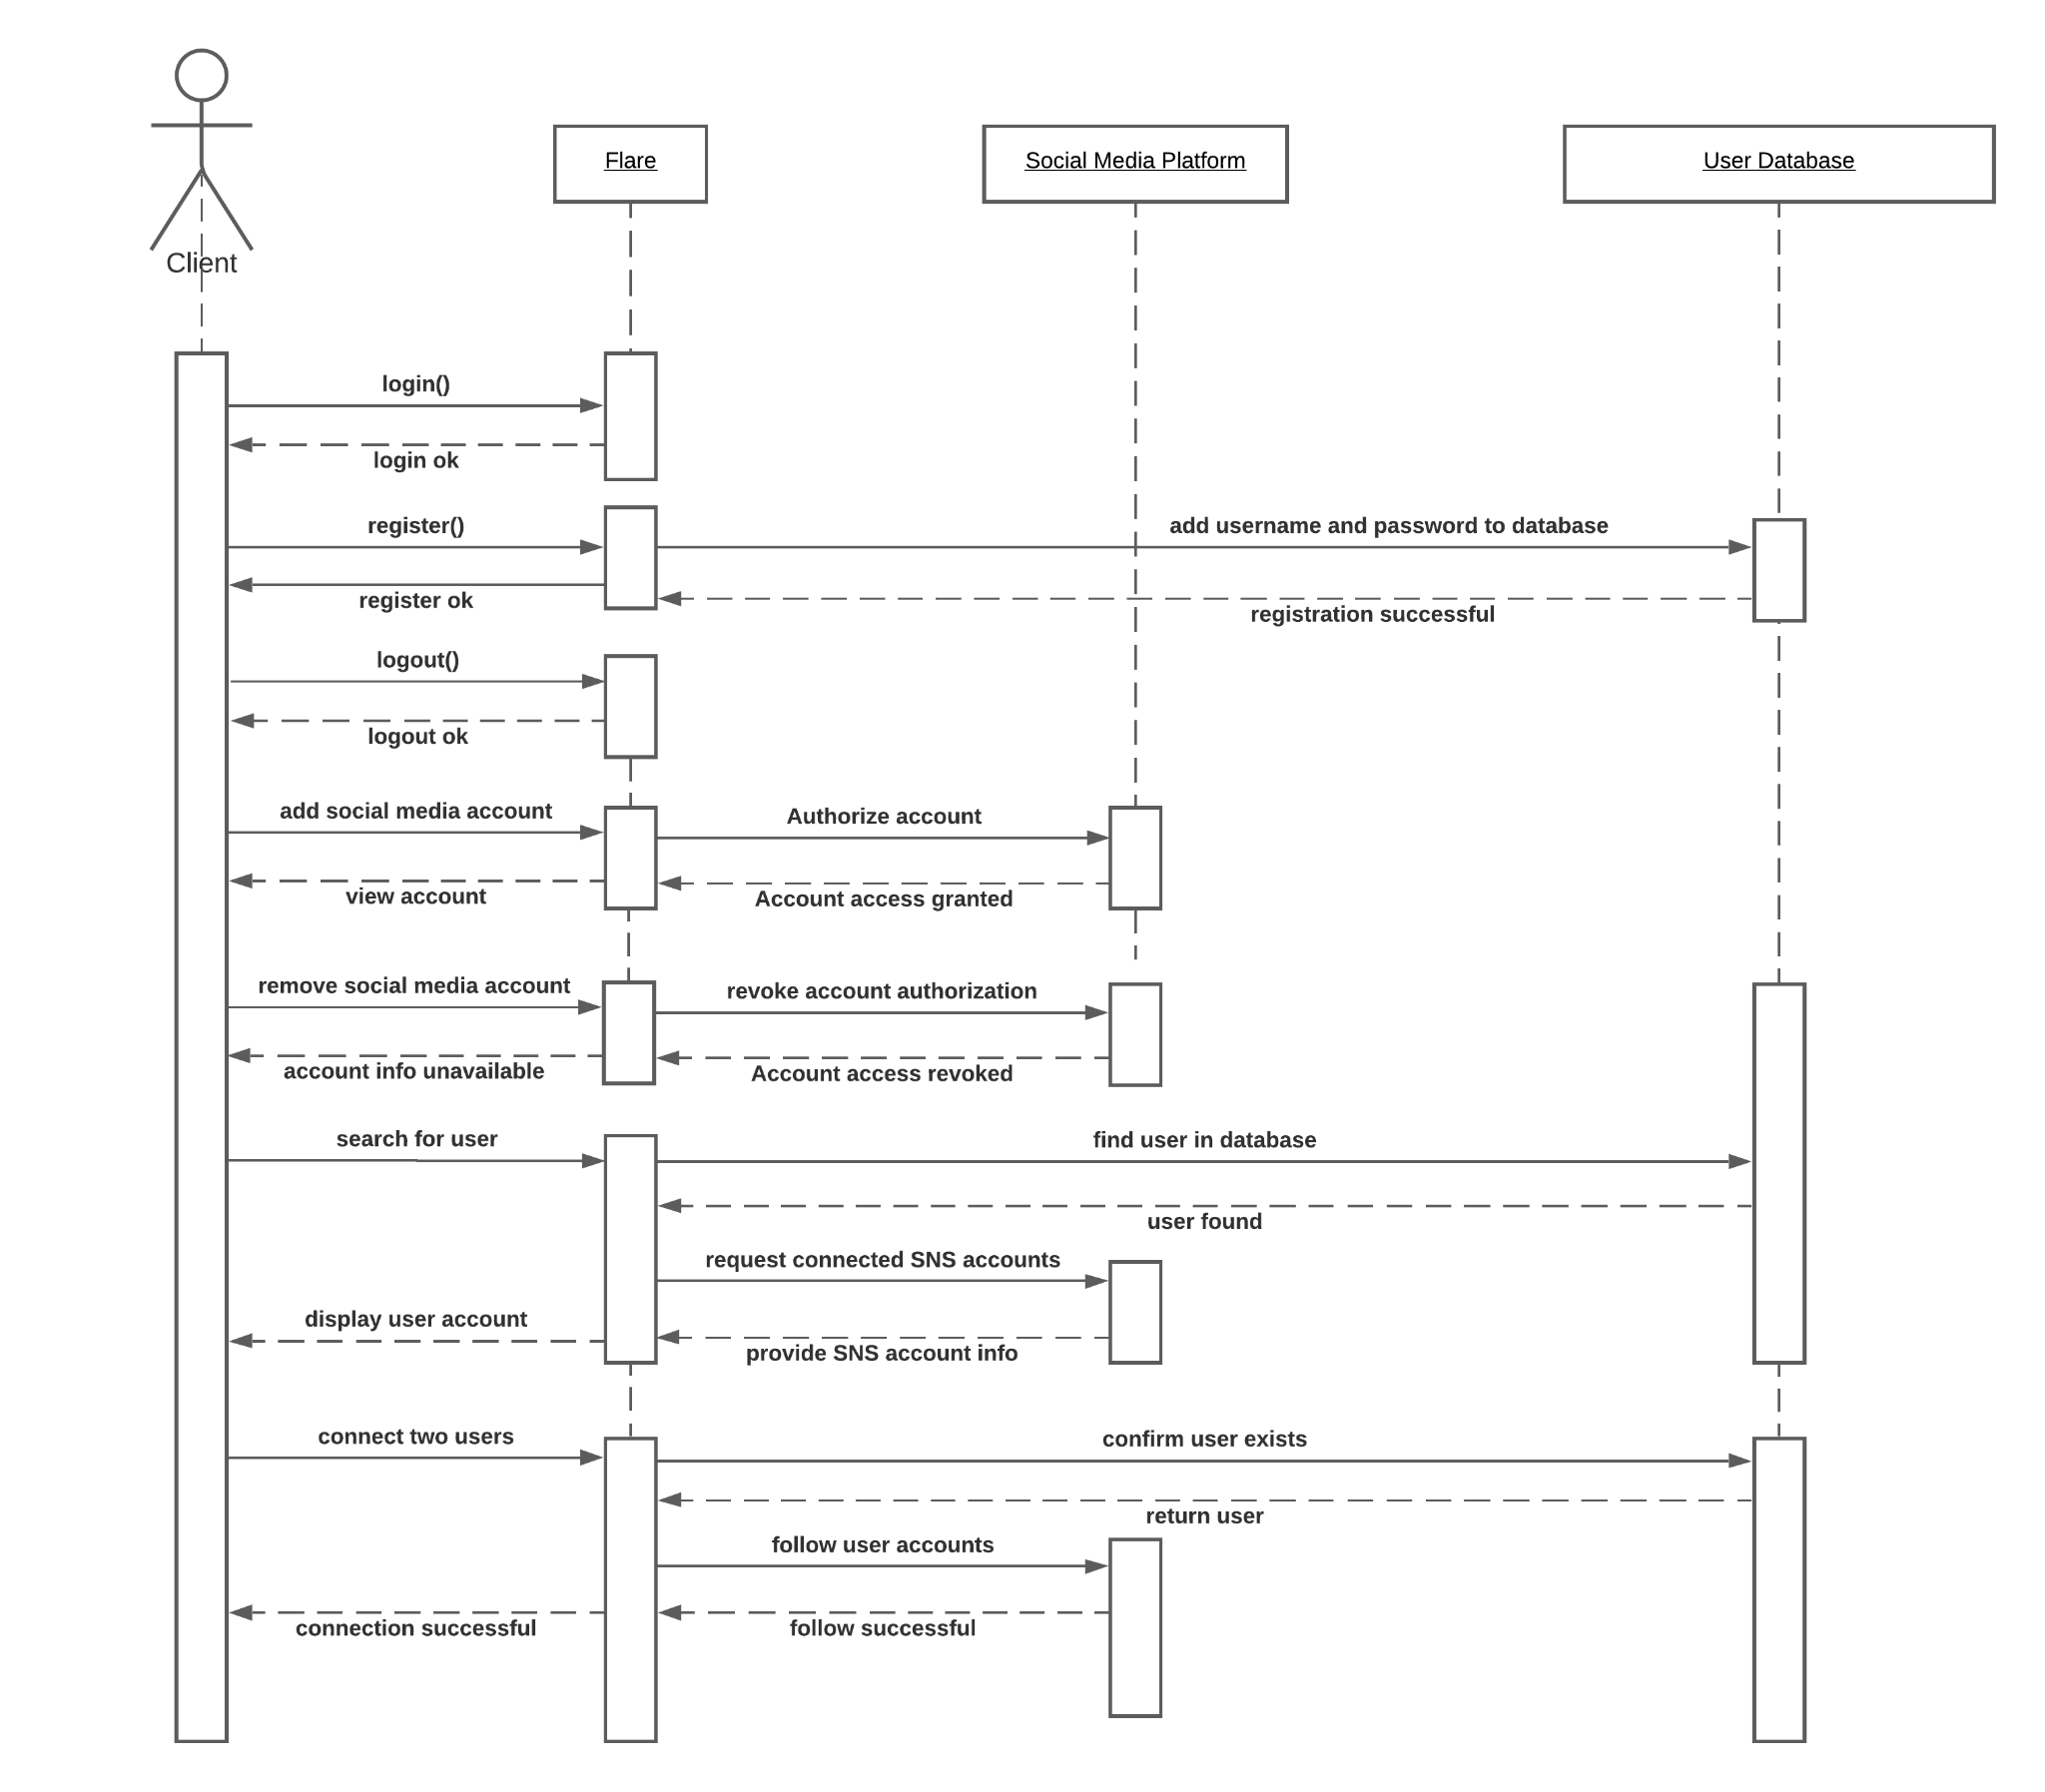 Flare
Social Media Platform
User Database
Client
login()
login ok
register()
add username and password to database
register ok
registration successful
logout()
logout ok
add social media account
Authorize account
view account
Account access granted
remove social media account
revoke account authorization
account info unavailable
Account access revoked
search for user
find user in database
user found
request connected SNS accounts
display user account
provide SNS account info
connect two users
confirm user exists
return user
follow user accounts
connection successful
follow successful